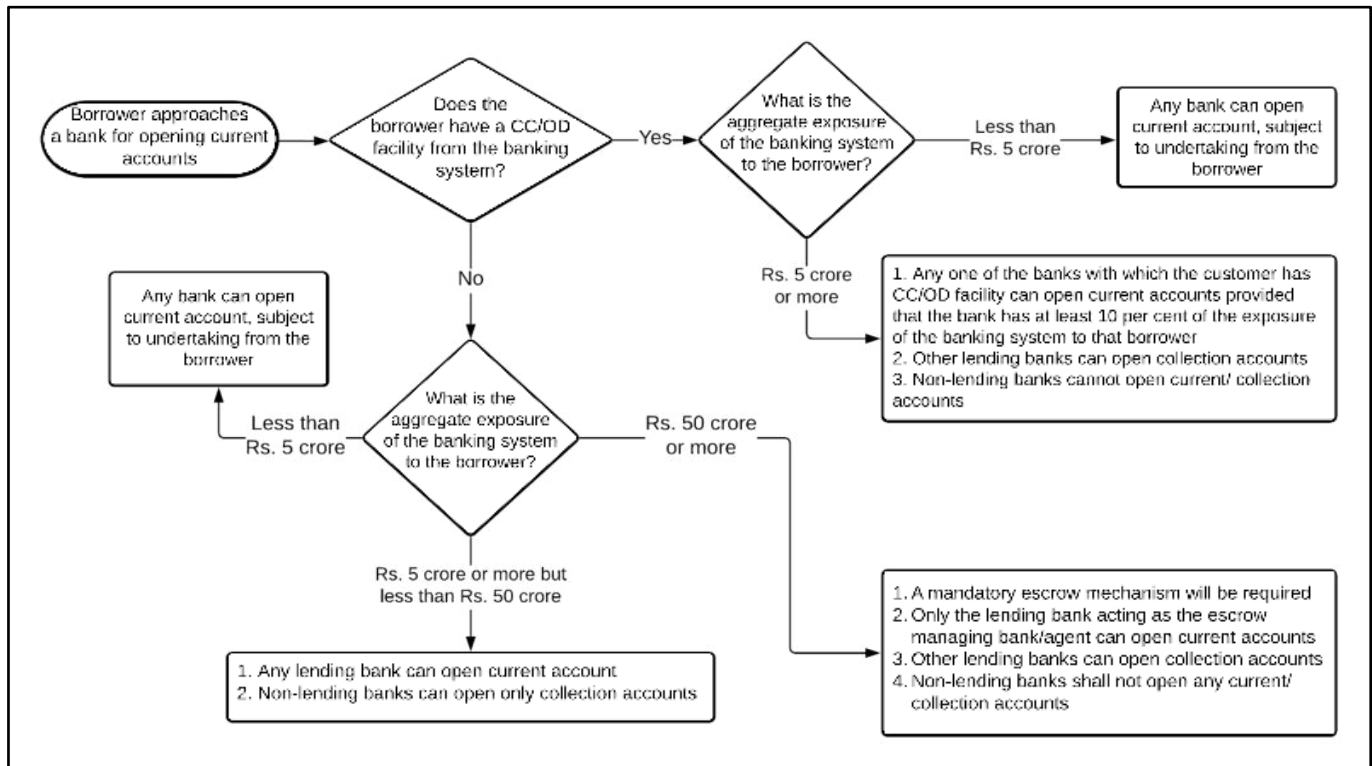 Borrower approaches
a bank for opening current
accounts
Does the
borrower have a CC/OD
facility from the banking
system?
Yes
What is the
aggregate exposure
of the banking system
to the borrower?
Less than
Rs. 5 crore
Any bank can open
current account, subject
to undertaking from the
borrower
Rs. 5 crore
or more
1. Any one of the banks with which the customer has
CC/OD facility can open current accounts provided
that the bank has at least 10 per cent of the exposure
of the banking system to that borrower
2. Other lending banks can open collection accounts
3. Non-lending banks cannot open current/ collection
accounts
No
Any bank can open
current account, subject
to undertaking from the
borrower
Less than
Rs. 5 crore
What is the
aggregate exposure
of the banking system
to the borrower?
Rs. 50 crore
or more
Rs. 5 crore or more but
less than Rs. 50 crore
1. Any lending bank can open current account
2. Non-lending banks can open only collection accounts
1. A mandatory escrow mechanism will be required
2. Only the lending bank acting as the escrow
managing bank/agent can open current accounts
3. Other lending banks can open collection accounts
4. Non-lending banks shall not open any current/
collection accounts